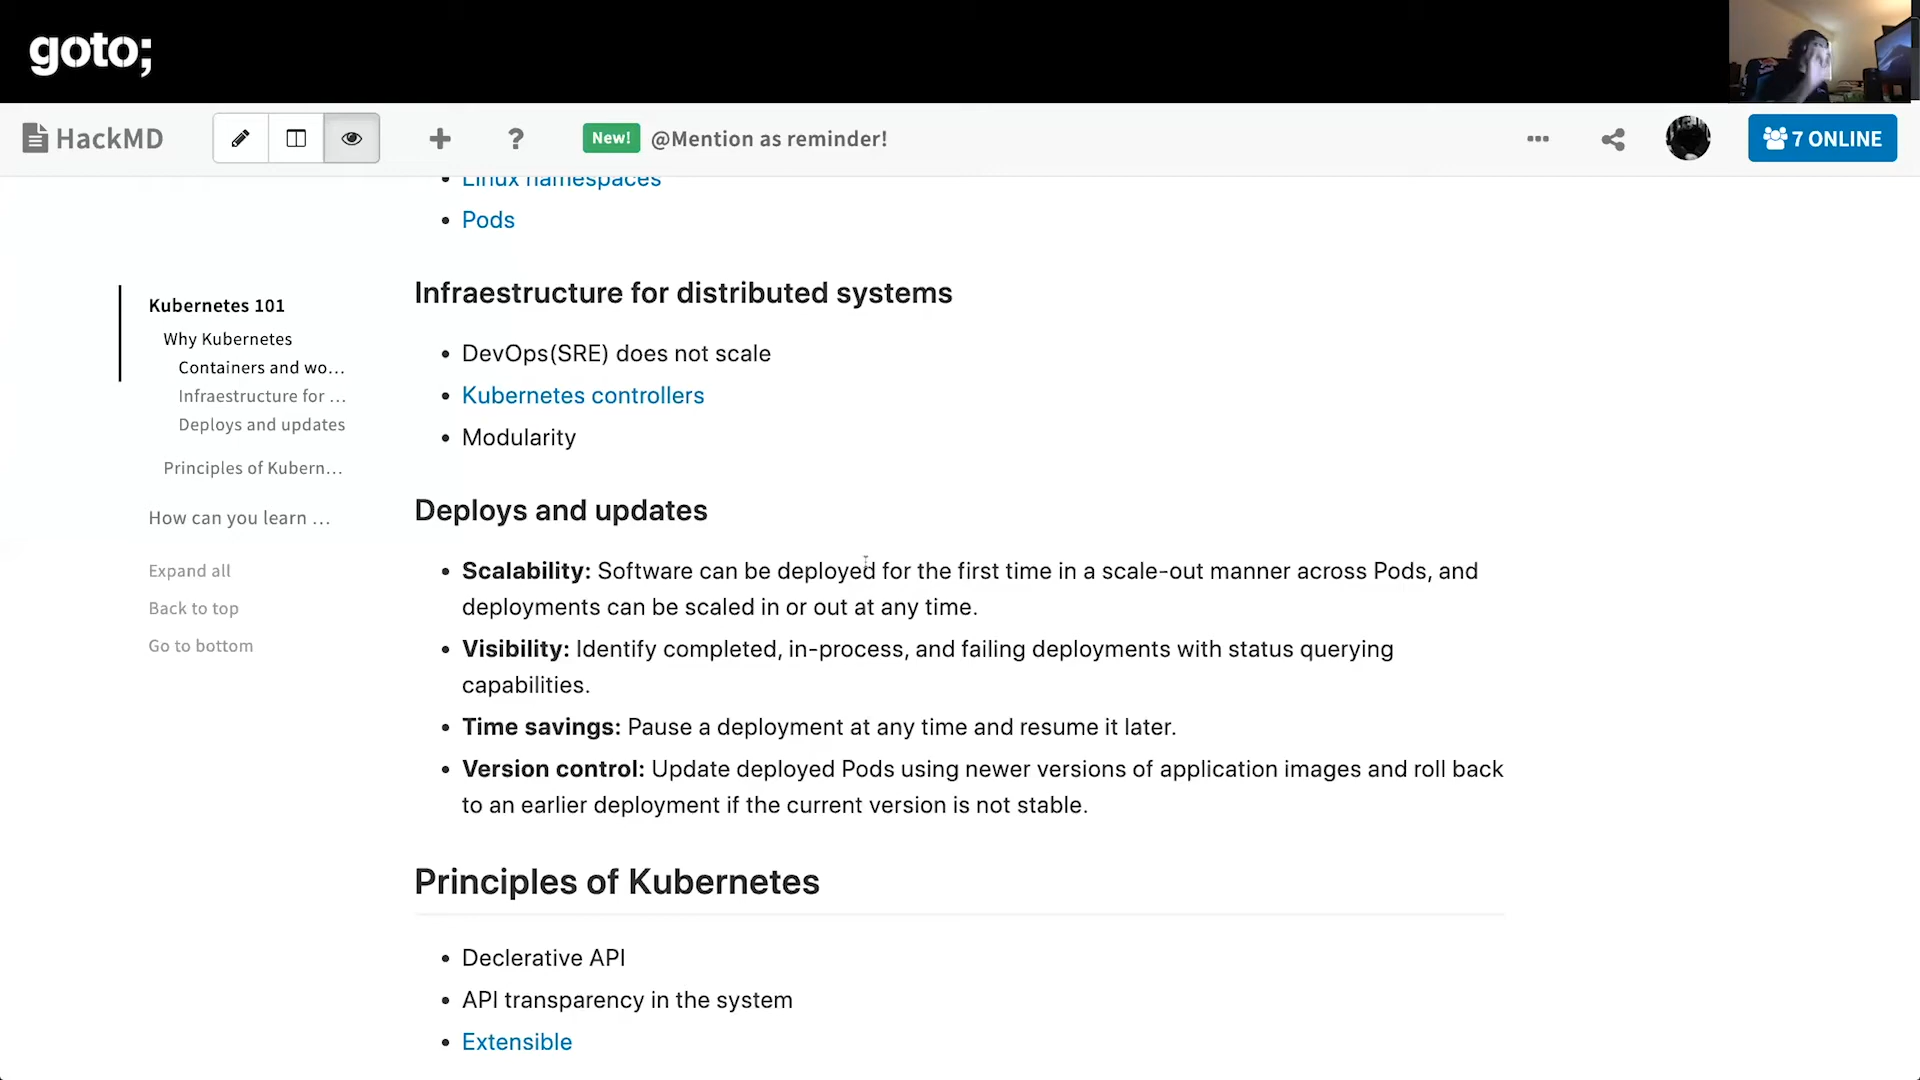 goto;
HackMD
?
New! @Mention as reminder!
7 ONLINE
Linux namespaces
Pods
Kubernetes 101
Why Kubernetes
Containers and wo...
Infraestructure for ...
Deploys and updates
Principles of Kubern...
How can you learn ...
Expand all
Back to top
Go to bottom
Infraestructure for distributed systems
DevOps(SRE) does not scale
Kubernetes controllers
Modularity
Deploys and updates
Scalability: Software can be deployed for the first time in a scale-out manner across Pods, and
deployments can be scaled in or out at any time.
Visibility: Identify completed, in-process, and failing deployments with status querying
capabilities.
Time savings: Pause a deployment at any time and resume it later.
Version control: Update deployed Pods using newer versions of application images and roll back
to an earlier deployment if the current version is not stable.
Principles of Kubernetes
Declerative API
API transparency in the system
Extensible